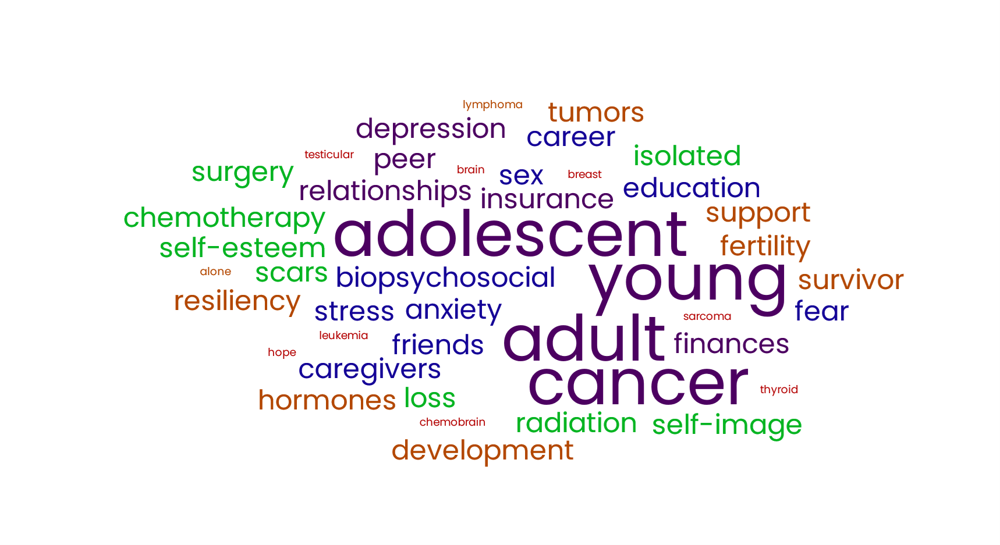 lymphoma
tumors
depression
career
isolated
testicular
peer
brain
sex
breast
surgery
relationships
insurance
education
chemotherapy
adolescent
support
self-esteem
fertility
alone
scars
biopsychosocial
young
survivor
resiliency
stress
anxiety
fear
sarcoma
leukemia
friends
adult
finances
hope
caregivers
cancer
thyroid
hormones
loss
chemobrain
radiation
self-image
development